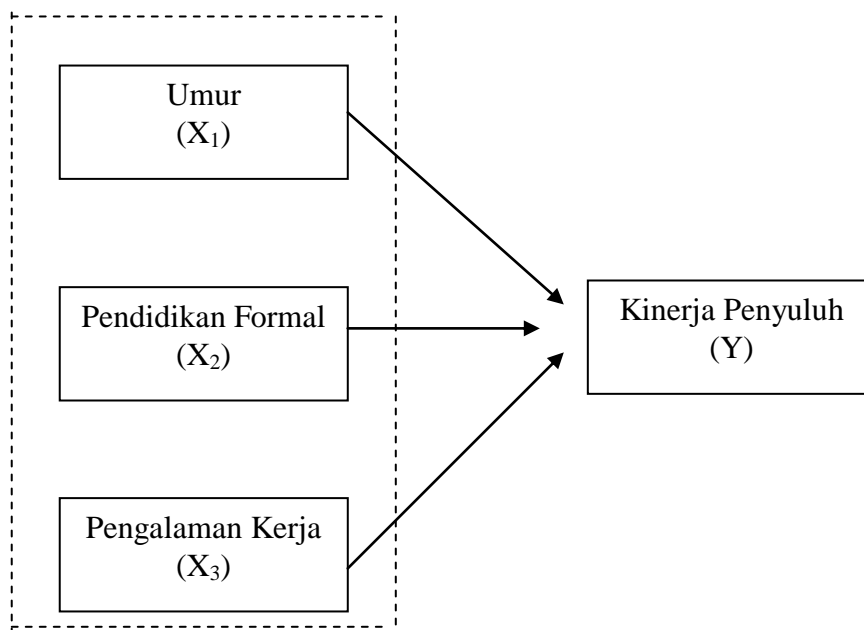 Umur
(X₁)
Pendidikan Formal
(X₂)
Pengalaman Kerja
(X₃)
Kinerja Penyuluh
(Y)